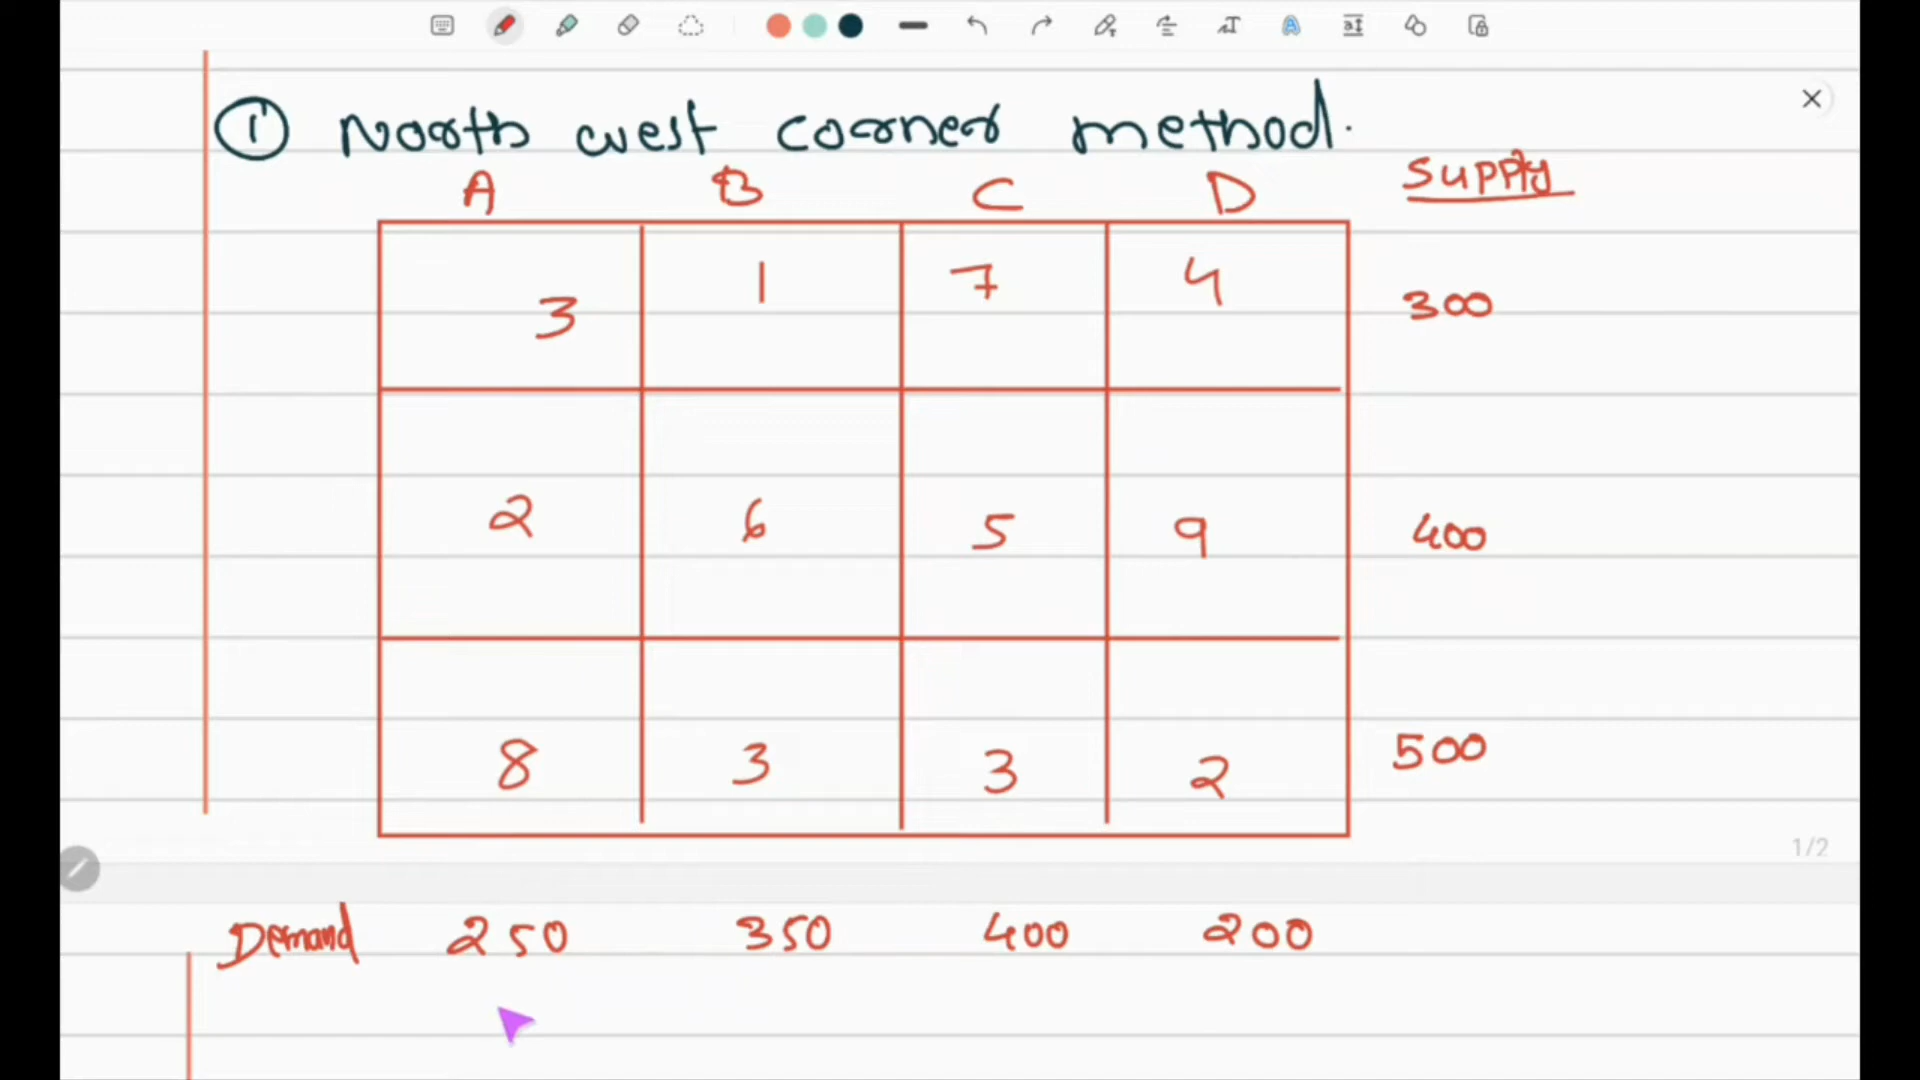 ① North west corner method.
A B C D Supply
3 1 7 4 300
2 6 5 9 400
8 3 3 2 500
1/2
Demand 250 350 400 200